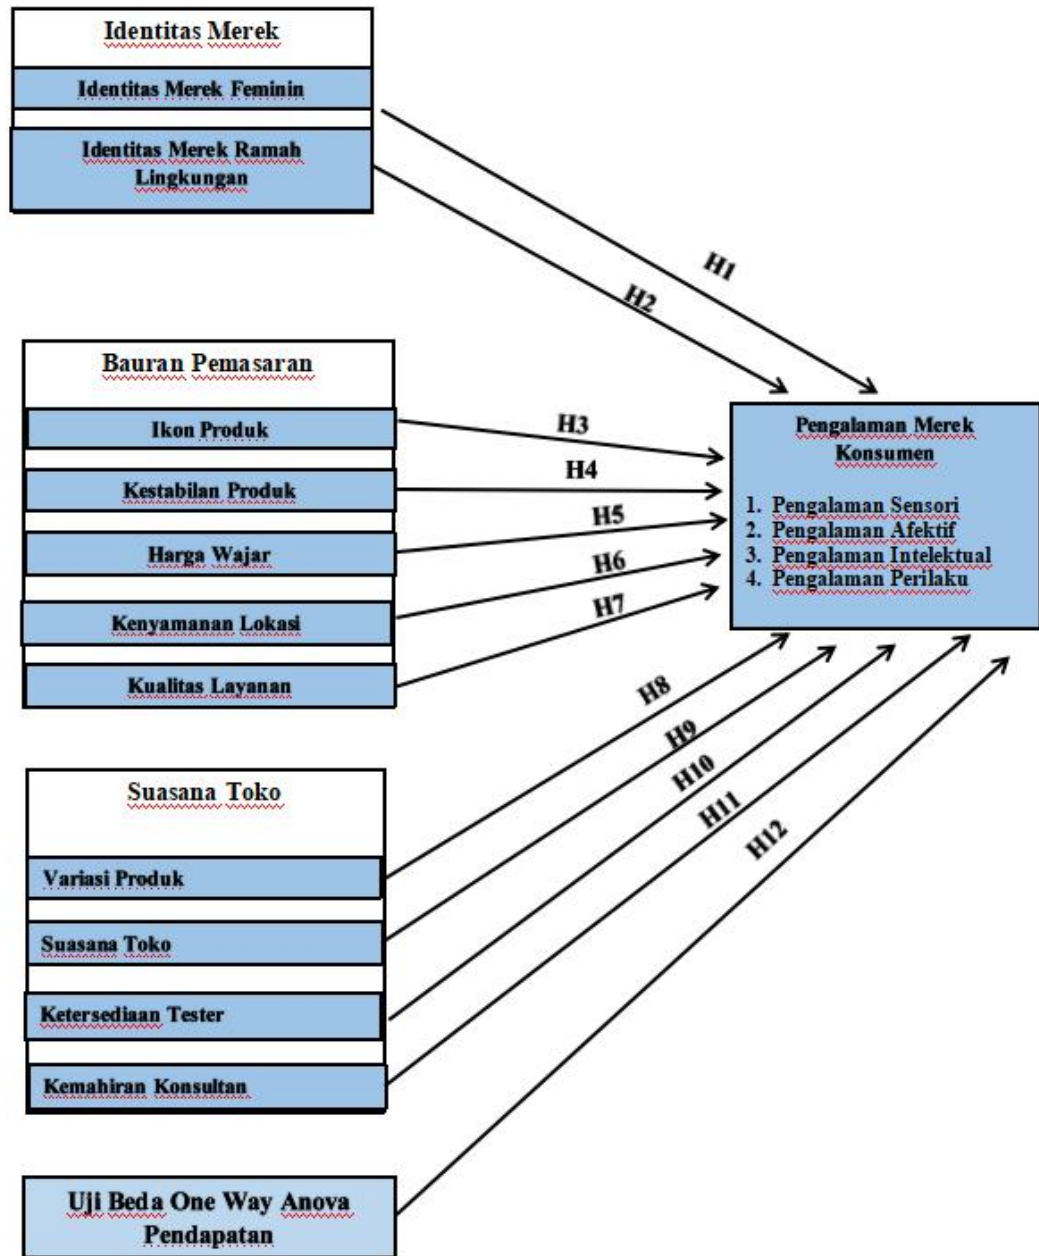 Identitas Merek
Identitas Merek Feminin
Identitas Merek Ramah
Lingkungan
H1
H2
Bauran Pemasaran
Ikon Produk
Kestabilan Produk
Harga Wajar
Kenyamanan Lokasi
Kualitas Layanan
H3
H4
H5
H6
H7
Pengalaman Merek
Konsumen
1. Pengalaman Sensori
2. Pengalaman Afektif
3. Pengalaman Intelektual
4. Pengalaman Perilaku
Suasana Toko
Variasi Produk
Suasana Toko
Ketersediaan Tester
Kemahiran Konsultan
H8
H9
H10
H11
H12
Uji Beda One Way Anova
Pendapatan